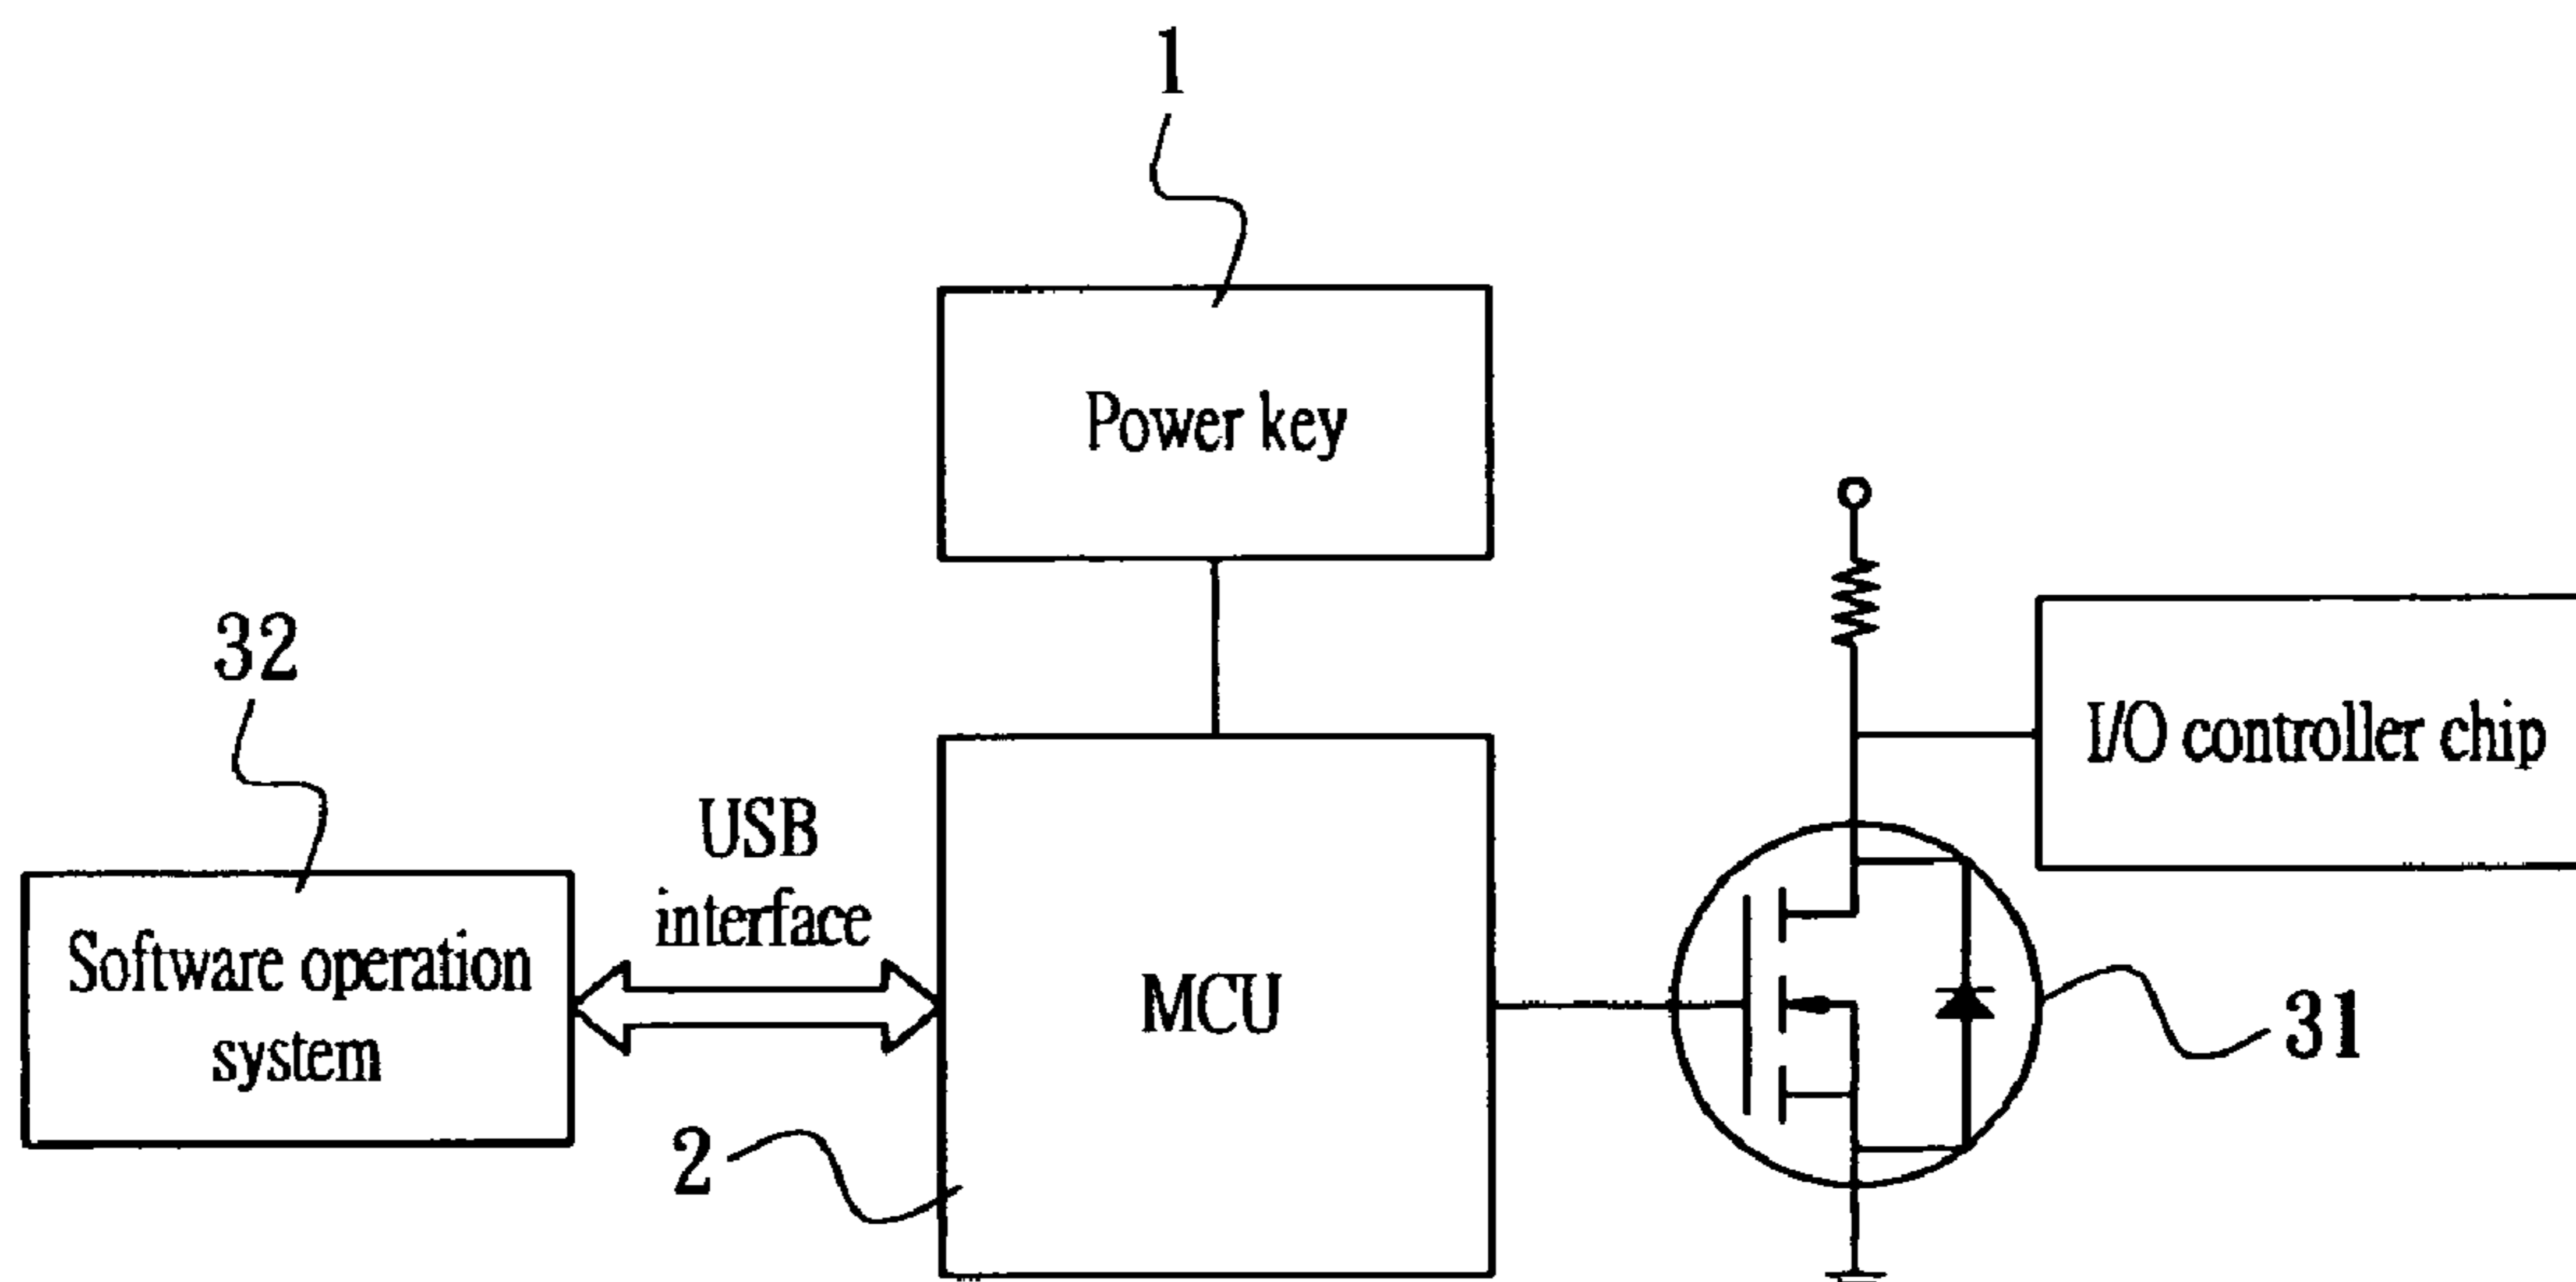 1
Power key
32
I/O controller chip
USB
interface
Software operation
system
MCU
31
2